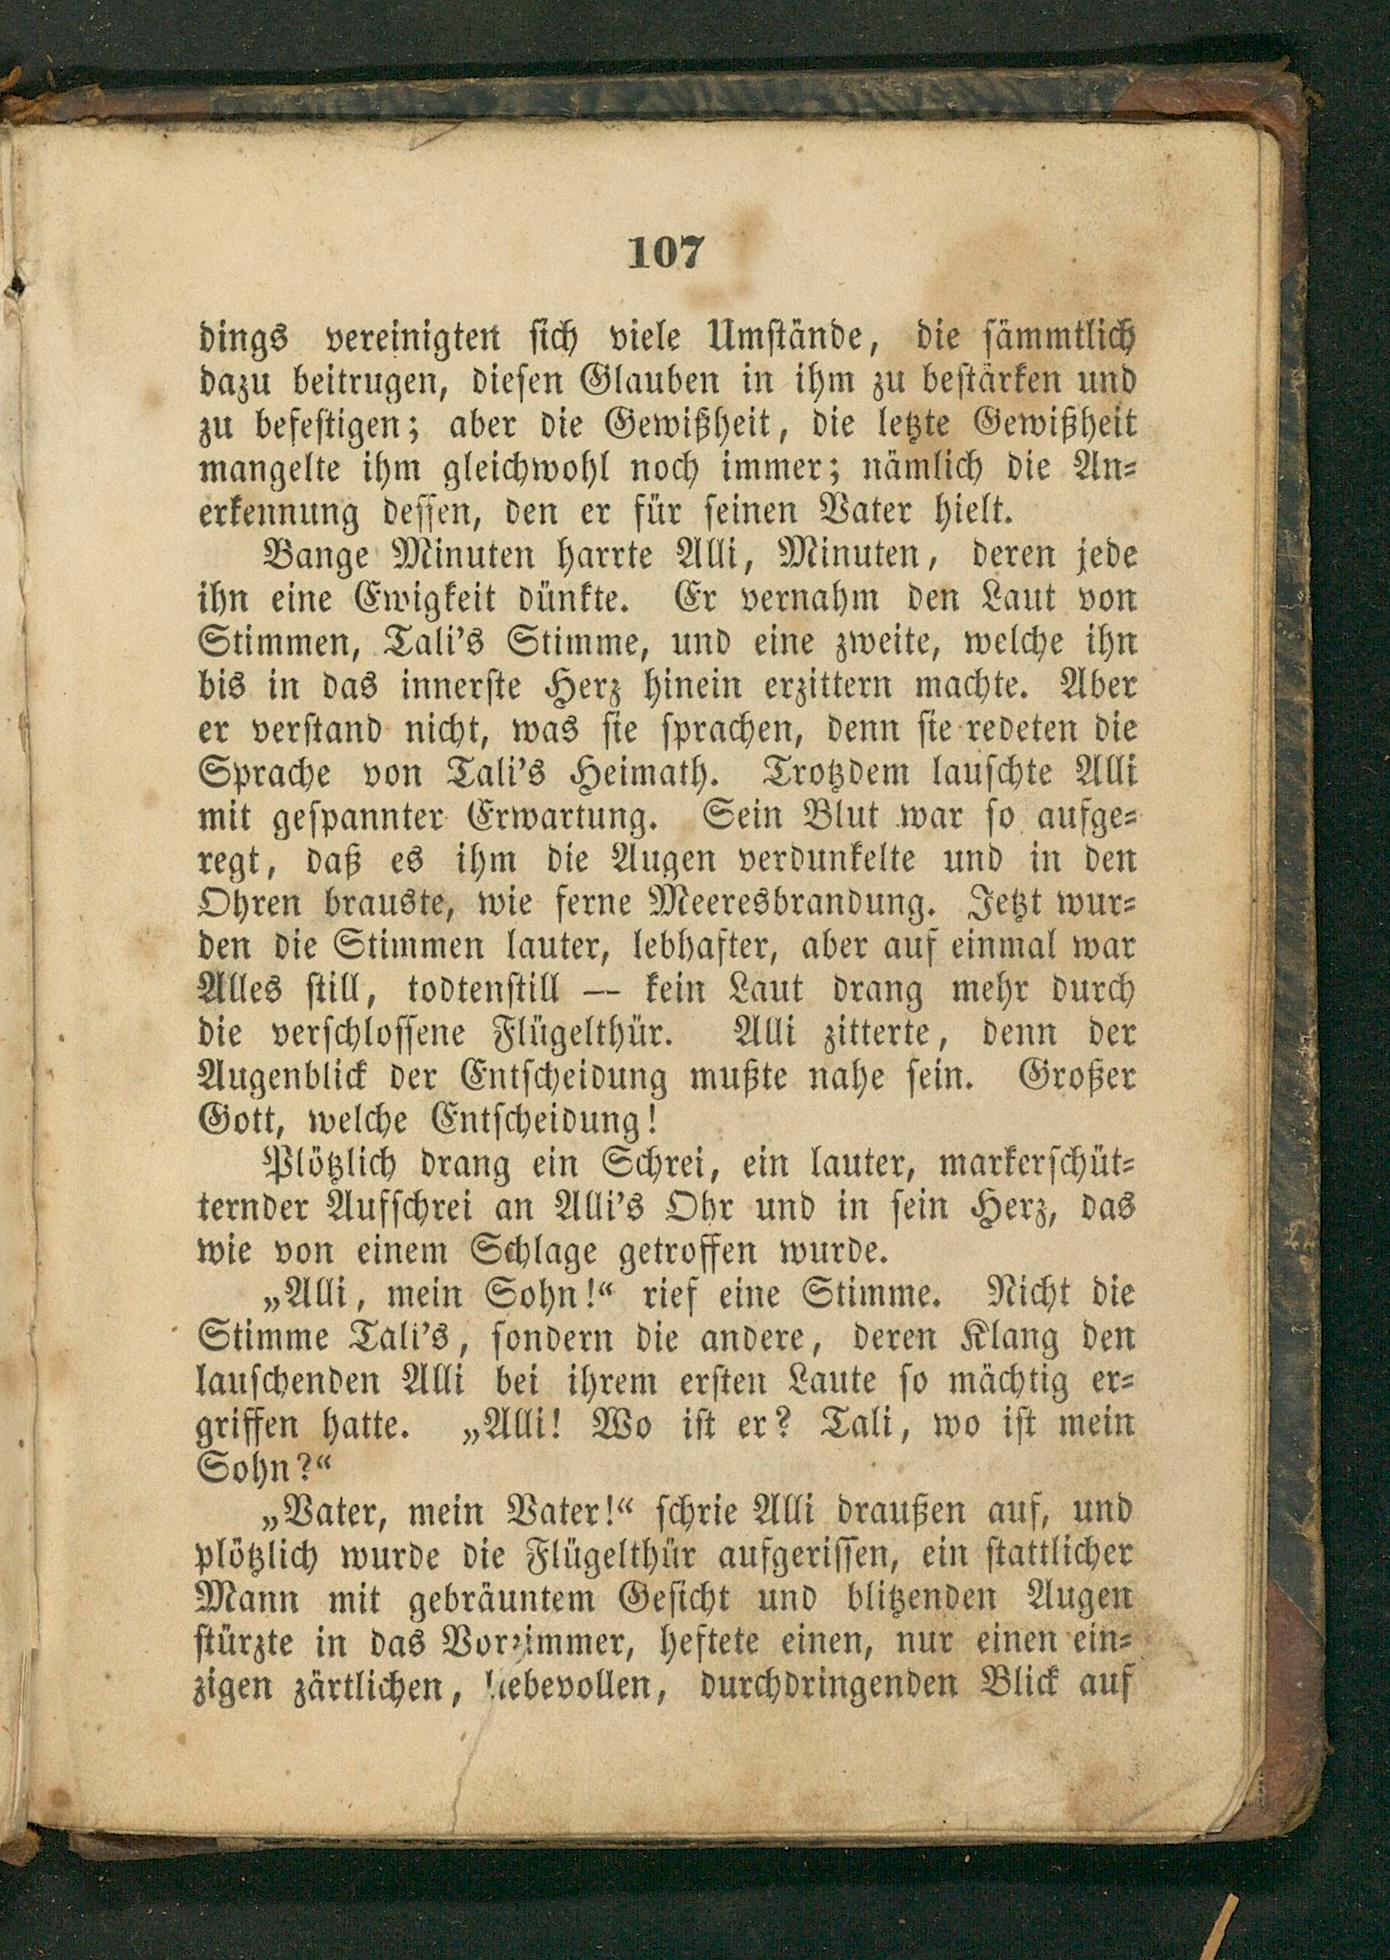 107
dings vereinigten sich viele Umstände, die sämmtlich
dazu beitrugen, diesen Glauben in ihm zu bestärken und
zu befestigen; aber die Gewißheit, die letzte Gewißheit
mangelte ihm gleichwohl noch immer; nämlich die An-
erkennung dessen, den er für seinen Vater hielt.
Bange Minuten harrte Alli, Minuten, deren jede
ihn eine Ewigkeit dünkte. Er vernahm den Laut von
Stimmen, Tali's Stimme, und eine zweite, welche ihn
bis in das innerste Herz hinein erzittern machte. Aber
er verstand nicht, was sie sprachen, denn sie redeten die
Sprache von Tali's Heimath. Trotzdem lauschte Alli
mit gespannter Erwartung. Sein Blut war so aufge-
regt, daß es ihm die Augen verdunkelte und in den
Ohren brauste, wie ferne Meeresbrandung. Jetzt wur-
den die Stimmen lauter, lebhafter, aber auf einmal war
Alles still, todtenstill — kein Laut drang mehr durch
die verschlossene Flügelthür. Alli zitterte, denn der
Augenblick der Entscheidung mußte nahe sein. Großer
Gott, welche Entscheidung!
Plötzlich drang ein Schrei, ein lauter, markerschüt-
ternder Aufschrei an Alli's Ohr und in sein Herz, das
wie von einem Schlage getroffen wurde.
„Alli, mein Sohn!“ rief eine Stimme. Nicht die
Stimme Tali's, sondern die andere, deren Klang den
lauschenden Alli bei ihrem ersten Laute so mächtig er-
griffen hatte. „Alli! Wo ist er? Tali, wo ist mein
Sohn?“
„Vater, mein Vater!“ schrie Alli draußen auf, und
plötzlich wurde die Flügelthür aufgerissen, ein stattlicher
Mann mit gebräuntem Gesicht und blitzenden Augen
stürzte in das Vorzimmer, heftete einen, nur einen ein-
zigen zärtlichen, liebevollen, durchdringenden Blick auf